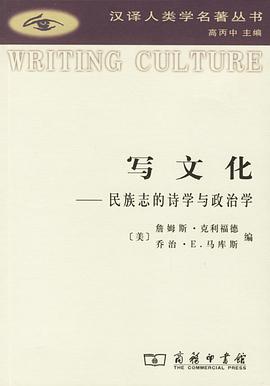 汉译人类学名著丛书
高丙中 主编
WRITING CULTURE
写文化
——民族志的诗学与政治学
〔美〕詹姆斯·克利福德
乔治·E.马库斯 编
商务印书馆
THE COMMERCIAL PRESS